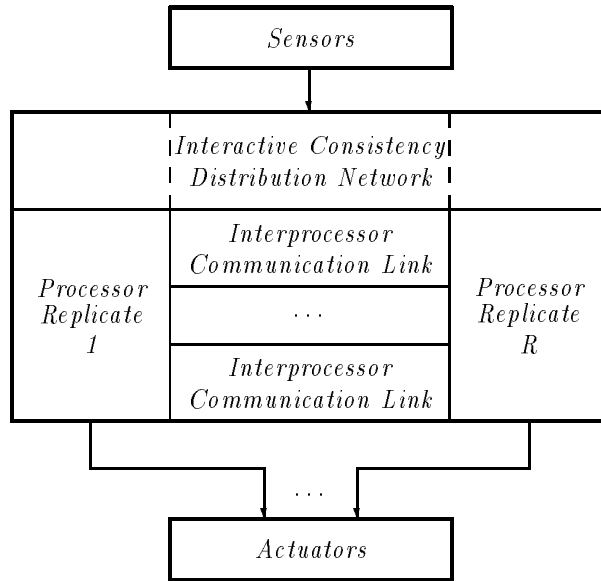 Sensors
Interactive Consistency
Distribution Network
Interprocessor
Communication Link
Processor
Replicate
1
. . .
Processor
Replicate
R
Interprocessor
Communication Link
. . .
Actuators